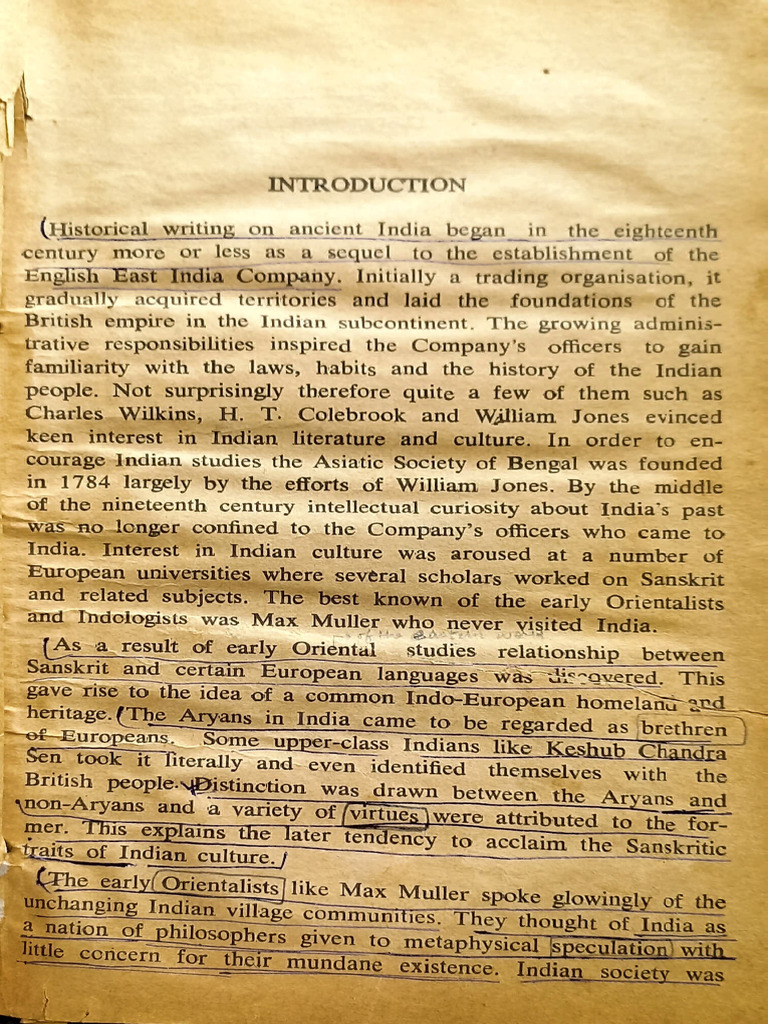 INTRODUCTION
(Historical writing on ancient India began in the eighteenth
century more or less as a sequel to the establishment of the
English East India Company. Initially a trading organisation, it
gradually acquired territories and laid the foundations of the
British empire in the Indian subcontinent. The growing adminis-
trative responsibilities inspired the Company's officers to gain
familiarity with the laws, habits and the history of the Indian
people. Not surprisingly therefore quite a few of them such as
Charles Wilkins, H. T. Colebrook and William Jones evinced
keen interest in Indian literature and culture. In order to en-
courage Indian studies the Asiatic Society of Bengal was founded
in 1784 largely by the efforts of William Jones. By the middle
of the nineteenth century intellectual curiosity about India's past
was no longer confined to the Company's officers who came to
India. Interest in Indian culture was aroused at a number of
European universities where several scholars worked on Sanskrit
and related subjects. The best known of the early Orientalists
and Indologists was Max Muller who never visited India.
(As a result of early Oriental studies relationship between
Sanskrit and certain European languages was discovered. This
gave rise to the idea of a common Indo-European homeland and
heritage. (The Aryans in India came to be regarded as brethren
of Europeans. Some upper-class Indians like Keshub Chandra
Sen took it literally and even identified themselves with the
British people. Distinction was drawn between the Aryans and
non-Aryans and a variety of virtues were attributed to the for-
mer. This explains the later tendency to acclaim the Sanskritic
traits of Indian culture.)
(The early Orientalists like Max Muller spoke glowingly of the
unchanging Indian village communities. They thought of India as
a nation of philosophers given to metaphysical speculation with
little concern for their mundane existence. Indian society was